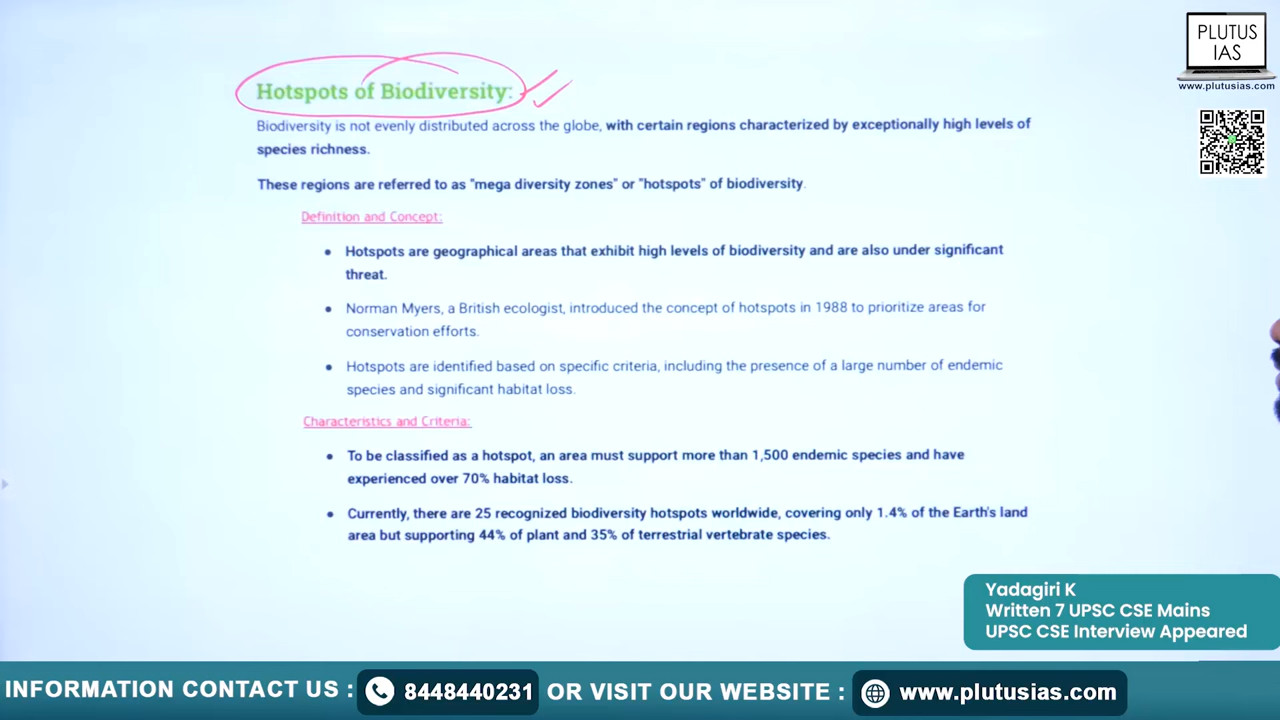 PLUTUS
IAS
www.plutusias.com
Hotspots of Biodiversity:
Biodiversity is not evenly distributed across the globe, with certain regions characterized by exceptionally high levels of
species richness.
These regions are referred to as "mega diversity zones" or "hotspots" of biodiversity.
Definition and Concept:
Hotspots are geographical areas that exhibit high levels of biodiversity and are also under significant
threat.
Norman Myers, a British ecologist, introduced the concept of hotspots in 1988 to prioritize areas for
conservation efforts.
Hotspots are identified based on specific criteria, including the presence of a large number of endemic
species and significant habitat loss.
Characteristics and Criteria:
To be classified as a hotspot, an area must support more than 1,500 endemic species and have
experienced over 70% habitat loss.
Currently, there are 25 recognized biodiversity hotspots worldwide, covering only 1.4% of the Earth's land
area but supporting 44% of plant and 35% of terrestrial vertebrate species.
Yadagiri K
Written 7 UPSC CSE Mains
UPSC CSE Interview Appeared
INFORMATION CONTACT US : 8448440231 OR VISIT OUR WEBSITE : www.plutusias.com